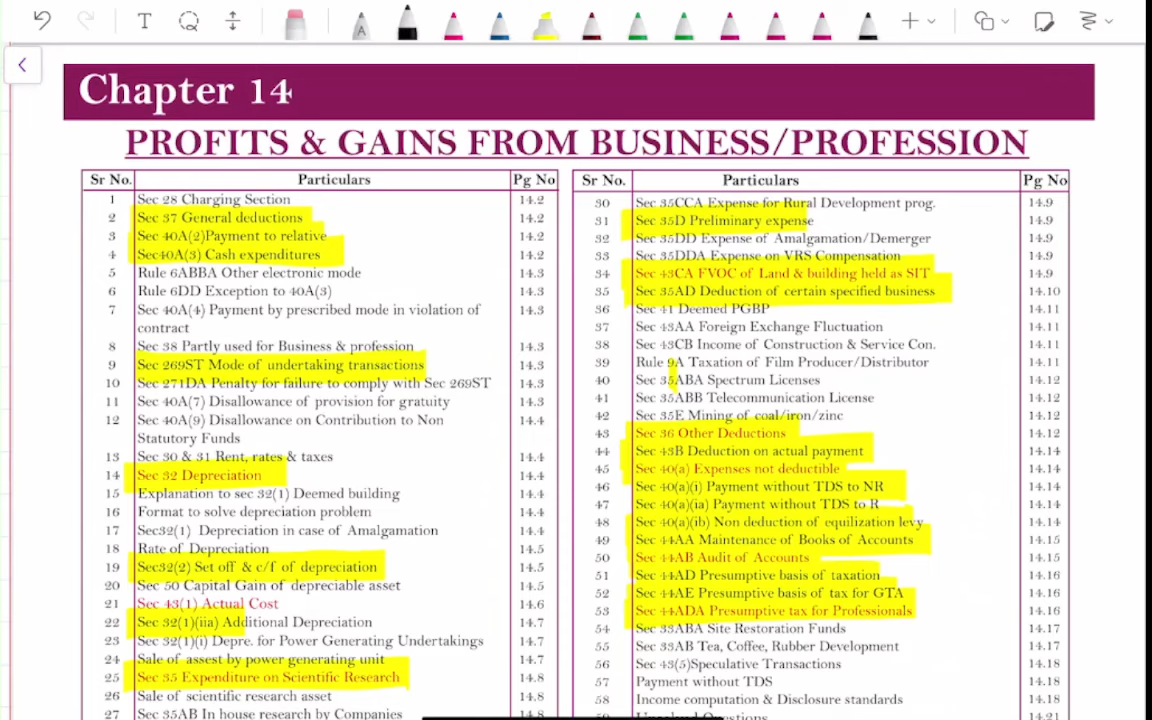 Chapter 14
PROFITS & GAINS FROM BUSINESS/PROFESSION
Sr No. Particulars Pg No
1 Sec 28 Charging Section 14.2
2 Sec 37 General deductions 14.2
3 Sec 40A(2)Payment to relative 14.2
4 Sec40A(3) Cash expenditures 14.2
5 Rule 6ABBA Other electronic mode 14.3
6 Rule 6DD Exception to 40A(3) 14.3
7 Sec 40A(4) Payment by prescribed mode in violation of 14.3
contract
8 Sec 38 Partly used for Business & profession 14.3
9 Sec 269ST Mode of undertaking transactions 14.3
10 Sec 271DA Penalty for failure to comply with Sec 269ST 14.3
11 Sec 40A(7) Disallowance of provision for gratuity 14.3
12 Sec 40A(9) Disallowance on Contribution to Non 14.4
Statutory Funds
13 Sec 30 & 31 Rent, rates & taxes 14.4
14 Sec 32 Depreciation 14.4
15 Explanation to sec 32(1) Deemed building 14.4
16 Format to solve depreciation problem 14.4
17 Sec32(1) Depreciation in case of Amalgamation 14.4
18 Rate of Depreciation 14.5
19 Sec32(2) Set off & c/f of depreciation 14.5
20 Sec 50 Capital Gain of depreciable asset 14.5
21 Sec 43(1) Actual Cost 14.6
22 Sec 32(1)(iia) Additional Depreciation 14.7
23 Sec 32(1)(i) Depre. for Power Generating Undertakings 14.7
24 Sale of assest by power generating unit 14.7
25 Sec 35 Expenditure on Scientific Research 14.8
26 Sale of scientific research asset 14.8
27 Sec 35AB In house research by Companies 14.8
Sr No. Particulars Pg No
30 Sec 35CCA Expense for Rural Development prog. 14.9
31 Sec 35D Preliminary expense 14.9
32 Sec 35DD Expense of Amalgamation/Demerger 14.9
33 Sec 35DDA Expense on VRS Compensation 14.9
34 Sec 43CA FVOC of Land & building held as SIT 14.9
35 Sec 35AD Deduction of certain specified business 14.10
36 Sec 41 Deemed PGBP 14.11
37 Sec 43AA Foreign Exchange Fluctuation 14.11
38 Sec 43CB Income of Construction & Service Con. 14.11
39 Rule 9A Taxation of Film Producer/Distributor 14.11
40 Sec 35ABA Spectrum Licenses 14.12
41 Sec 35ABB Telecommunication License 14.12
42 Sec 35E Mining of coal/iron/zinc 14.12
43 Sec 36 Other Deductions 14.12
44 Sec 43B Deduction on actual payment 14.14
45 Sec 40(a) Expenses not deductible 14.14
46 Sec 40(a)(i) Payment without TDS to NR 14.14
47 Sec 40(a)(ia) Payment without TDS to R 14.14
48 Sec 40(a)(ib) Non deduction of equilization levy 14.14
49 Sec 44AA Maintenance of Books of Accounts 14.15
50 Sec 44AB Audit of Accounts 14.15
51 Sec 44AD Presumptive basis of taxation 14.16
52 Sec 44AE Presumptive basis of tax for GTA 14.16
53 Sec 44ADA Presumptive tax for Professionals 14.16
54 Sec 33ABA Site Restoration Funds 14.17
55 Sec 33AB Tea, Coffee, Rubber Development 14.17
56 Sec 43(5)Speculative Transactions 14.18
57 Payment without TDS 14.18
58 Income computation & Disclosure standards 14.18
59 Unsolved Questions 14.21